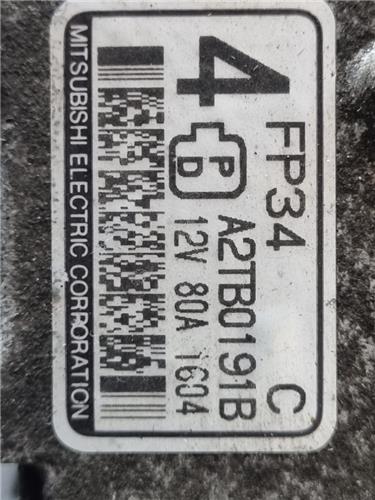 4 FP34 C
P D A2TB0191B
12V 80A 1604
MITSUBISHI ELECTRIC CORPORATION